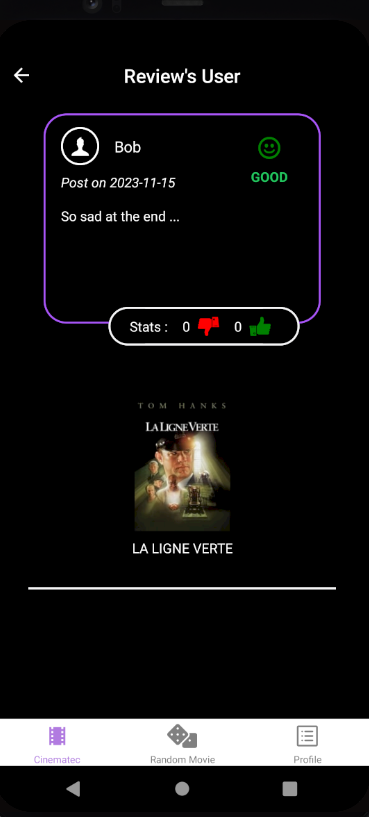 Review's User
Bob
Post on 2023-11-15
GOOD
So sad at the end ...
Stats : 0 0
TOM HANKS
LA LIGNE VERTE
LA LIGNE VERTE
Cinematec
Random Movie
Profile